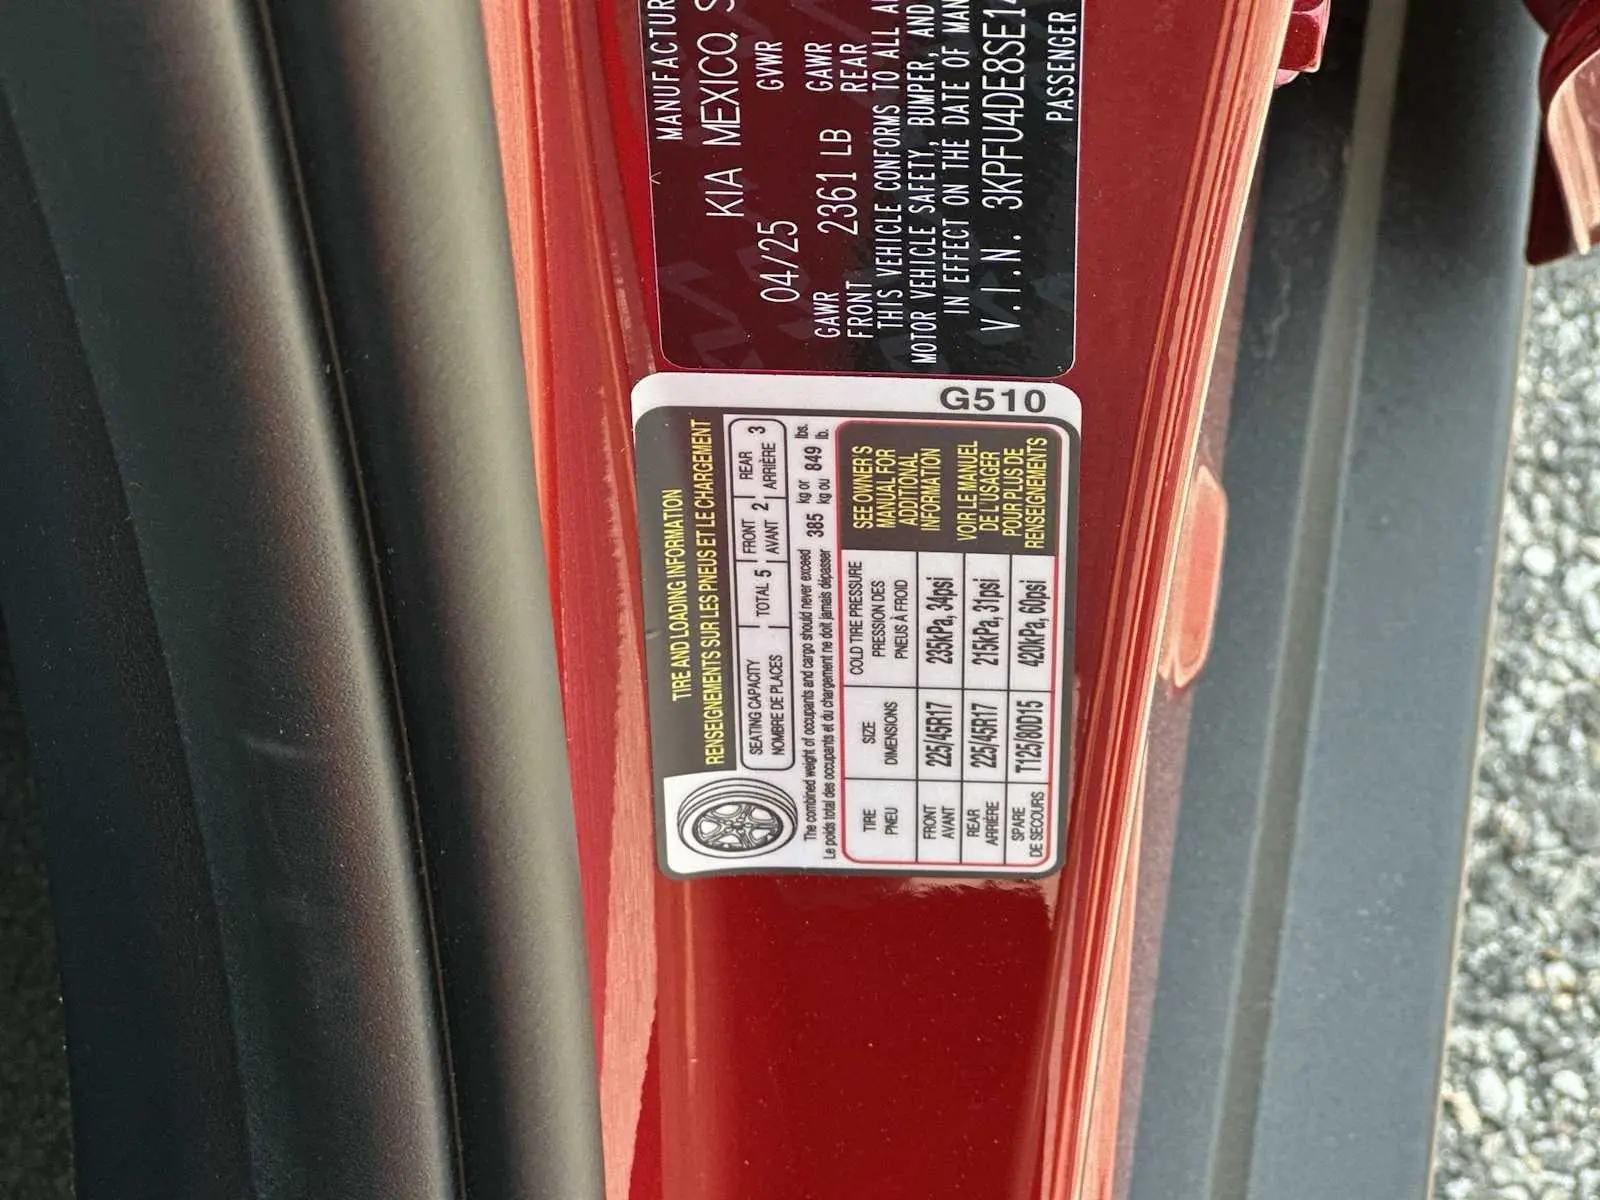 MANUFACTUR
KIA MEXICO, S
04/25 GVWR
GAWR FRONT 2361 LB GAWR REAR
THIS VEHICLE CONFORMS TO ALL
MOTOR VEHICLE SAFETY, BUMPER, AND
IN EFFECT ON THE DATE OF MAN
V.I.N. 3KPFU4DE8SE14
PASSENGER
G510
TIRE AND LOADING INFORMATION
RENSEIGNEMENTS SUR LES PNEUS ET LE CHARGEMENT
SEATING CAPACITY
NOMBRE DE PLACES
TOTAL 5
FRONT
AVANT 2
REAR
ARRIÈRE 3
The combined weight of occupants and cargo should never exceed 385 kg or 849 lbs.
Le poids total des occupants et du chargement ne doit jamais dépasser kg ou lb.
TIRE
PNEU
SIZE
DIMENSIONS
COLD TIRE PRESSURE
PRESSION DES
PNEUS À FROID
FRONT
AVANT
225/45R17
235kPa, 34psi
REAR
ARRIÈRE
225/45R17
215kPa, 31psi
SPARE
DE SECOURS
T125/80D15
420kPa, 60psi
SEE OWNER'S
MANUAL FOR
ADDITIONAL
INFORMATION
VOIR LE MANUEL
DE L'USAGER
POUR PLUS DE
RENSEIGNEMENTS